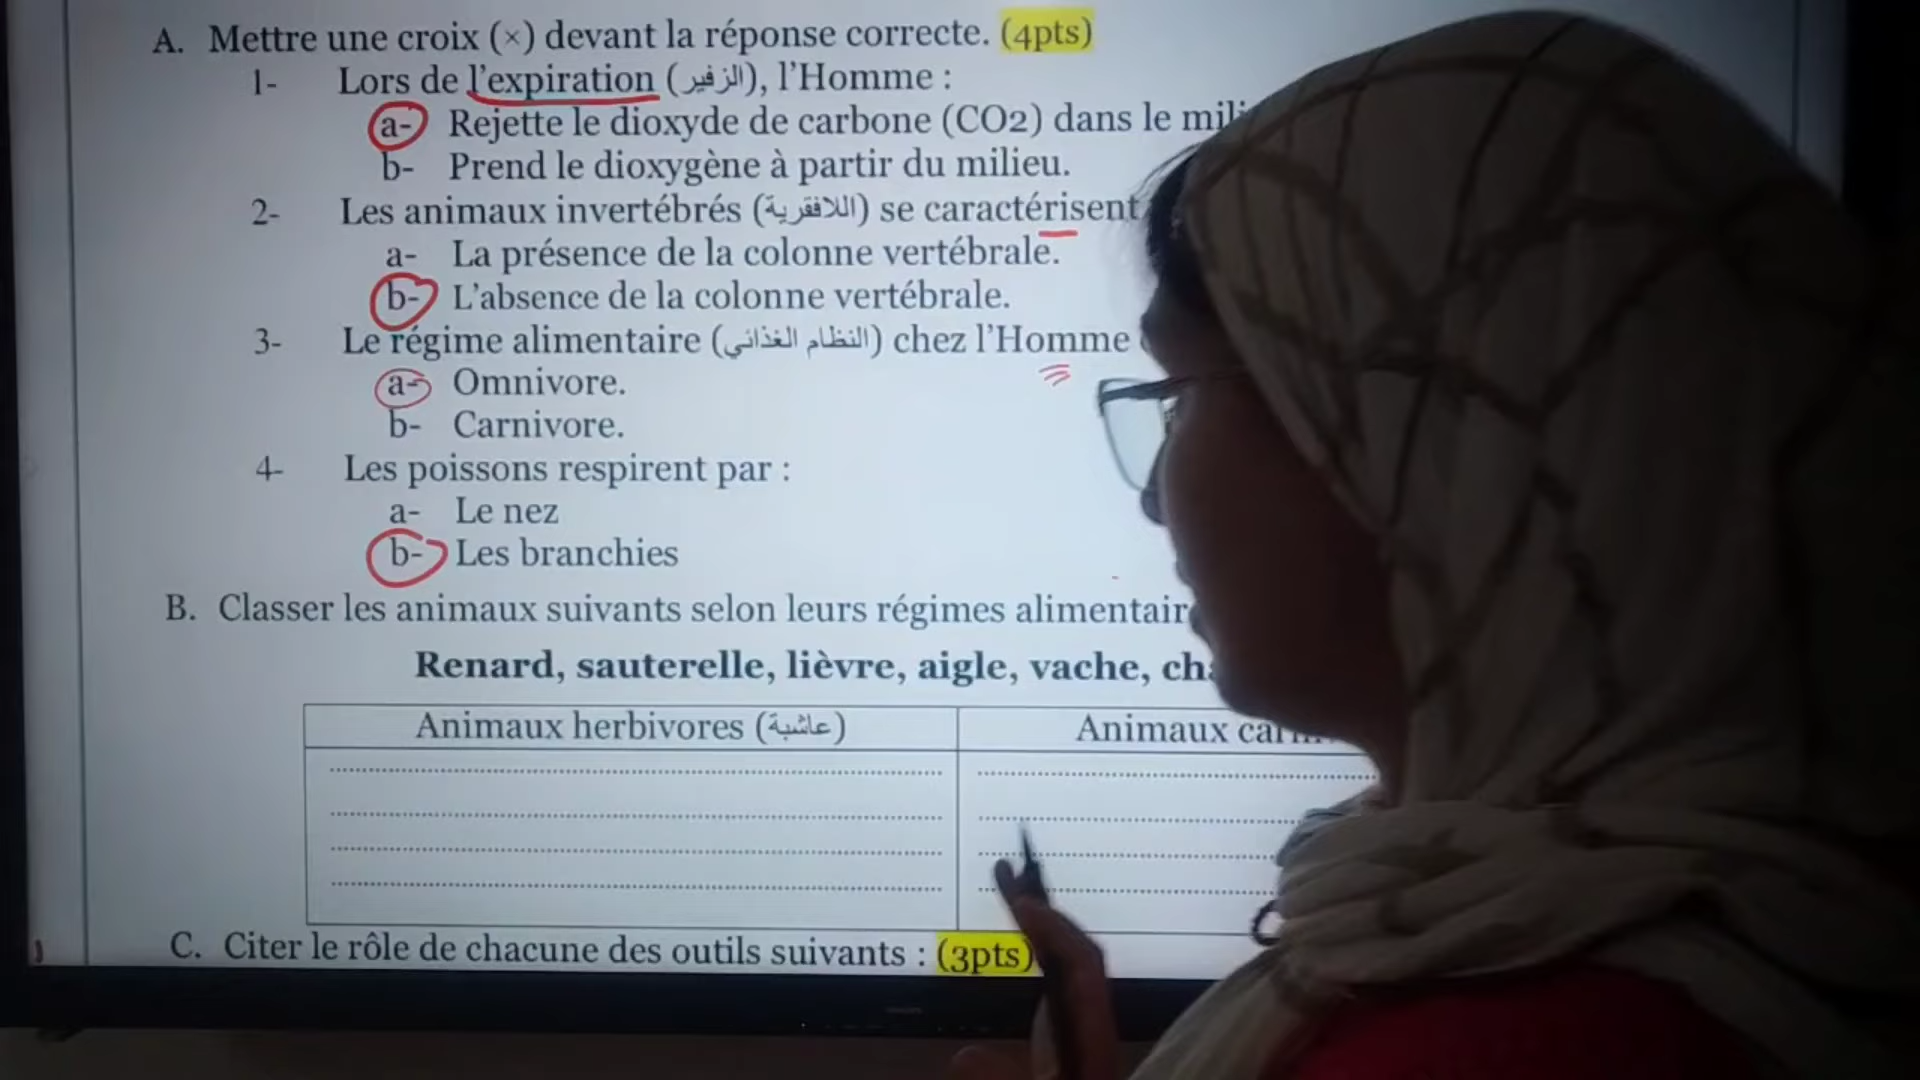 A. Mettre une croix (×) devant la réponse correcte. (4pts)
1- Lors de l'expiration (الزفير), l'Homme :
a- Rejette le dioxyde de carbone (CO2) dans le
b- Prend le dioxygène à partir du milieu.
2- Les animaux invertébrés (اللافقرية) se caractérisent
a- La présence de la colonne vertébrale.
b- L'absence de la colonne vertébrale.
3- Le régime alimentaire (النظام الغذائي) chez l'Homme
a- Omnivore.
b- Carnivore.
4- Les poissons respirent par :
a- Le nez
b- Les branchies
B. Classer les animaux suivants selon leurs régimes
Renard, sauterelle, lièvre, aigle, vache,
Animaux herbivores (عاشبة) Animaux
C. Citer le rôle de chacune des outils suivants : (3pts)